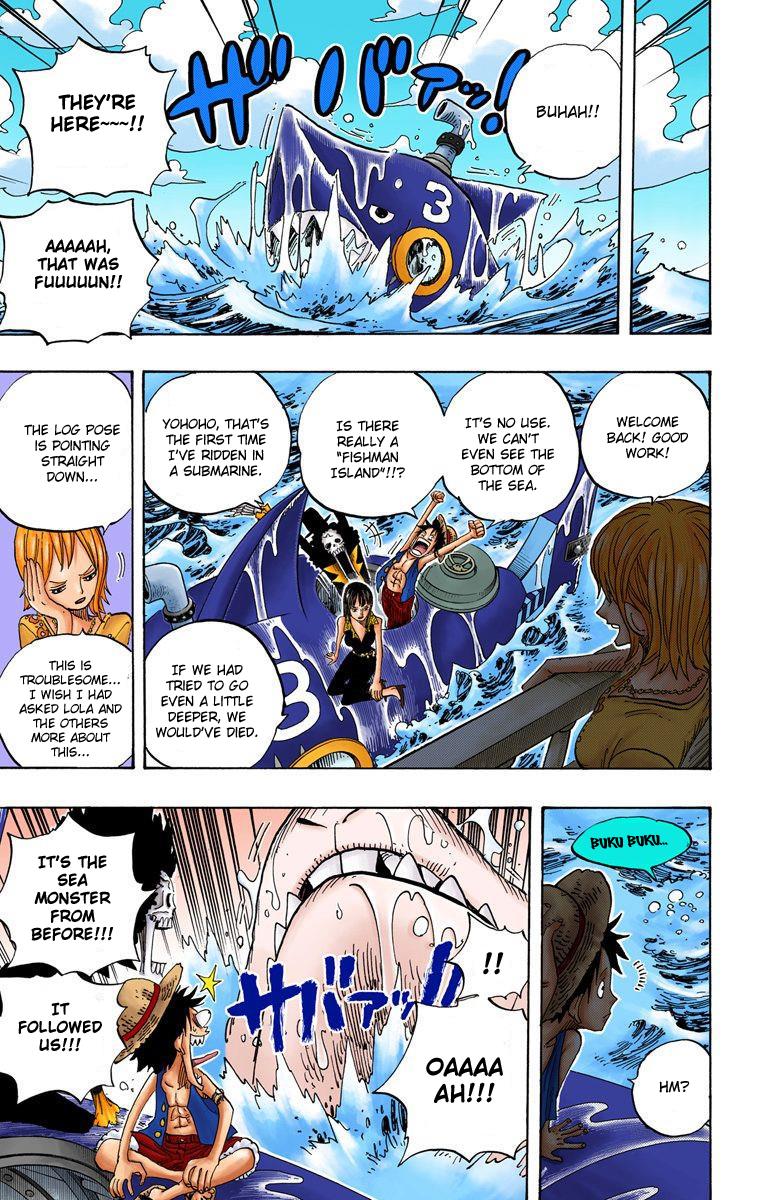 BUHAH!!
ザバァッ!
3
THEY'RE
HERE~~~!!
AAAAAH,
THAT WAS
FUUUUUN!!
WELCOME
BACK! GOOD
WORK!
IT'S NO USE.
WE CAN'T
EVEN SEE THE
BOTTOM OF
THE SEA.
IS THERE
REALLY A
"FISHMAN
ISLAND"!!?
YOHOHO, THAT'S
THE FIRST TIME
I'VE RIDDEN IN
A SUBMARINE.
3
IF WE HAD
TRIED TO GO
EVEN A LITTLE
DEEPER, WE
WOULD'VE DIED.
THE LOG POSE
IS POINTING
STRAIGHT
DOWN...
THIS IS
TROUBLESOME...
I WISH I HAD
ASKED LOLA AND
THE OTHERS
MORE ABOUT
THIS...
BUKU BUKU...
HM?
!!
OAAAA
AH!!!
サバァッ!!
IT'S THE
SEA
MONSTER
FROM
BEFORE!!!
IT
FOLLOWED
US!!!